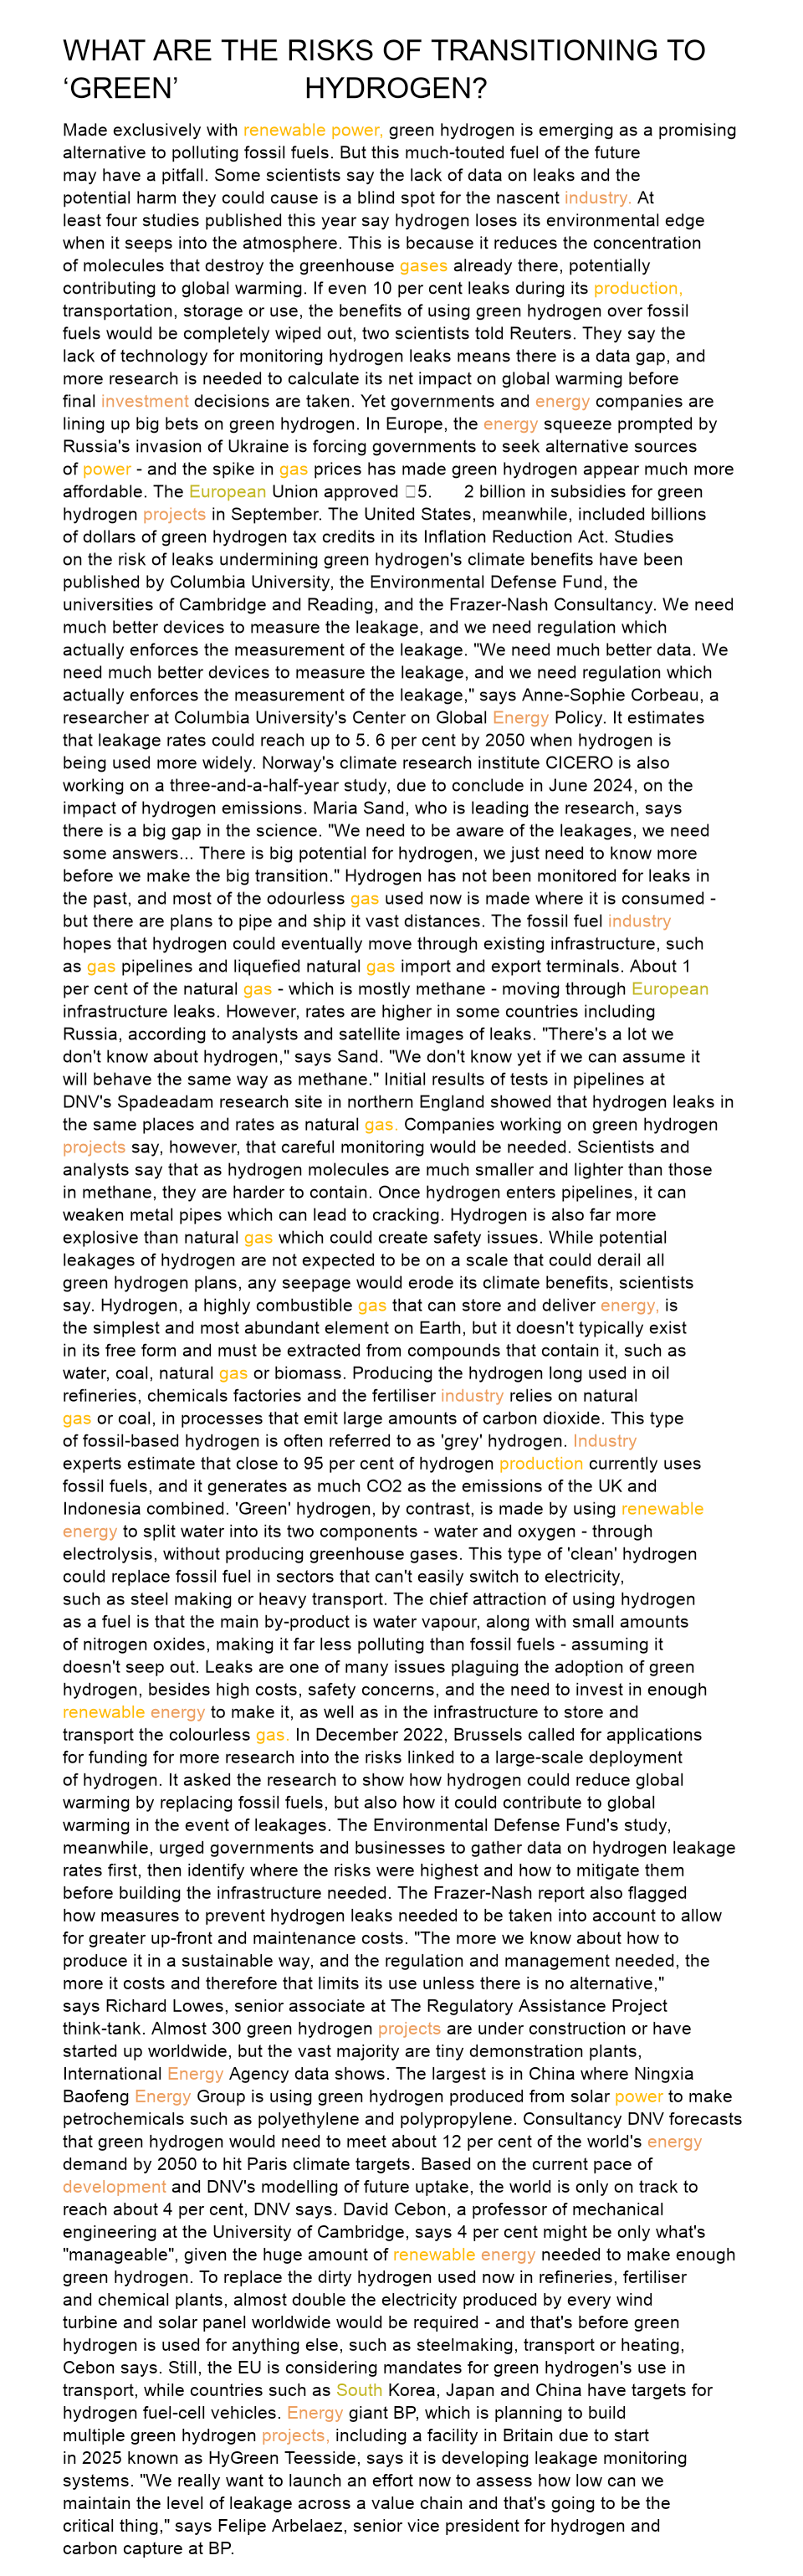 WHAT ARE THE RISKS OF TRANSITIONING TO
‘GREEN’ HYDROGEN?
Made exclusively with renewable power, green hydrogen is emerging as a promising
alternative to polluting fossil fuels. But this much-touted fuel of the future
may have a pitfall. Some scientists say the lack of data on leaks and the
potential harm they could cause is a blind spot for the nascent industry. At
least four studies published this year say hydrogen loses its environmental edge
when it seeps into the atmosphere. This is because it reduces the concentration
of molecules that destroy the greenhouse gases already there, potentially
contributing to global warming. If even 10 per cent leaks during its production,
transportation, storage or use, the benefits of using green hydrogen over fossil
fuels would be completely wiped out, two scientists told Reuters. They say the
lack of technology for monitoring hydrogen leaks means there is a data gap, and
more research is needed to calculate its net impact on global warming before
final investment decisions are taken. Yet governments and energy companies are
lining up big bets on green hydrogen. In Europe, the energy squeeze prompted by
Russia's invasion of Ukraine is forcing governments to seek alternative sources
of power - and the spike in gas prices has made green hydrogen appear much more
affordable. The European Union approved 5. 2 billion in subsidies for green
hydrogen projects in September. The United States, meanwhile, included billions
of dollars of green hydrogen tax credits in its Inflation Reduction Act. Studies
on the risk of leaks undermining green hydrogen's climate benefits have been
published by Columbia University, the Environmental Defense Fund, the
universities of Cambridge and Reading, and the Frazer-Nash Consultancy. We need
much better devices to measure the leakage, and we need regulation which
actually enforces the measurement of the leakage. "We need much better data. We
need much better devices to measure the leakage, and we need regulation which
actually enforces the measurement of the leakage," says Anne-Sophie Corbeau, a
researcher at Columbia University's Center on Global Energy Policy. It estimates
that leakage rates could reach up to 5. 6 per cent by 2050 when hydrogen is
being used more widely. Norway's climate research institute CICERO is also
working on a three-and-a-half-year study, due to conclude in June 2024, on the
impact of hydrogen emissions. Maria Sand, who is leading the research, says
there is a big gap in the science. "We need to be aware of the leakages, we need
some answers... There is big potential for hydrogen, we just need to know more
before we make the big transition." Hydrogen has not been monitored for leaks in
the past, and most of the odourless gas used now is made where it is consumed -
but there are plans to pipe and ship it vast distances. The fossil fuel industry
hopes that hydrogen could eventually move through existing infrastructure, such
as gas pipelines and liquefied natural gas import and export terminals. About 1
per cent of the natural gas - which is mostly methane - moving through European
infrastructure leaks. However, rates are higher in some countries including
Russia, according to analysts and satellite images of leaks. "There's a lot we
don't know about hydrogen," says Sand. "We don't know yet if we can assume it
will behave the same way as methane." Initial results of tests in pipelines at
DNV's Spadeadam research site in northern England showed that hydrogen leaks in
the same places and rates as natural gas. Companies working on green hydrogen
projects say, however, that careful monitoring would be needed. Scientists and
analysts say that as hydrogen molecules are much smaller and lighter than those
in methane, they are harder to contain. Once hydrogen enters pipelines, it can
weaken metal pipes which can lead to cracking. Hydrogen is also far more
explosive than natural gas which could create safety issues. While potential
leakages of hydrogen are not expected to be on a scale that could derail all
green hydrogen plans, any seepage would erode its climate benefits, scientists
say. Hydrogen, a highly combustible gas that can store and deliver energy, is
the simplest and most abundant element on Earth, but it doesn't typically exist
in its free form and must be extracted from compounds that contain it, such as
water, coal, natural gas or biomass. Producing the hydrogen long used in oil
refineries, chemicals factories and the fertiliser industry relies on natural
gas or coal, in processes that emit large amounts of carbon dioxide. This type
of fossil-based hydrogen is often referred to as 'grey' hydrogen. Industry
experts estimate that close to 95 per cent of hydrogen production currently uses
fossil fuels, and it generates as much CO2 as the emissions of the UK and
Indonesia combined. 'Green' hydrogen, by contrast, is made by using renewable
energy to split water into its two components - water and oxygen - through
electrolysis, without producing greenhouse gases. This type of 'clean' hydrogen
could replace fossil fuel in sectors that can't easily switch to electricity,
such as steel making or heavy transport. The chief attraction of using hydrogen
as a fuel is that the main by-product is water vapour, along with small amounts
of nitrogen oxides, making it far less polluting than fossil fuels - assuming it
doesn't seep out. Leaks are one of many issues plaguing the adoption of green
hydrogen, besides high costs, safety concerns, and the need to invest in enough
renewable energy to make it, as well as in the infrastructure to store and
transport the colourless gas. In December 2022, Brussels called for applications
for funding for more research into the risks linked to a large-scale deployment
of hydrogen. It asked the research to show how hydrogen could reduce global
warming by replacing fossil fuels, but also how it could contribute to global
warming in the event of leakages. The Environmental Defense Fund's study,
meanwhile, urged governments and businesses to gather data on hydrogen leakage
rates first, then identify where the risks were highest and how to mitigate them
before building the infrastructure needed. The Frazer-Nash report also flagged
how measures to prevent hydrogen leaks needed to be taken into account to allow
for greater up-front and maintenance costs. "The more we know about how to
produce it in a sustainable way, and the regulation and management needed, the
more it costs and therefore that limits its use unless there is no alternative,"
says Richard Lowes, senior associate at The Regulatory Assistance Project
think-tank. Almost 300 green hydrogen projects are under construction or have
started up worldwide, but the vast majority are tiny demonstration plants,
International Energy Agency data shows. The largest is in China where Ningxia
Baofeng Energy Group is using green hydrogen produced from solar power to make
petrochemicals such as polyethylene and polypropylene. Consultancy DNV forecasts
that green hydrogen would need to meet about 12 per cent of the world's energy
demand by 2050 to hit Paris climate targets. Based on the current pace of
development and DNV's modelling of future uptake, the world is only on track to
reach about 4 per cent, DNV says. David Cebon, a professor of mechanical
engineering at the University of Cambridge, says 4 per cent might be only what's
"manageable", given the huge amount of renewable energy needed to make enough
green hydrogen. To replace the dirty hydrogen used now in refineries, fertiliser
and chemical plants, almost double the electricity produced by every wind
turbine and solar panel worldwide would be required - and that's before green
hydrogen is used for anything else, such as steelmaking, transport or heating,
Cebon says. Still, the EU is considering mandates for green hydrogen's use in
transport, while countries such as South Korea, Japan and China have targets for
hydrogen fuel-cell vehicles. Energy giant BP, which is planning to build
multiple green hydrogen projects, including a facility in Britain due to start
in 2025 known as HyGreen Teesside, says it is developing leakage monitoring
systems. "We really want to launch an effort now to assess how low can we
maintain the level of leakage across a value chain and that's going to be the
critical thing," says Felipe Arbelaez, senior vice president for hydrogen and
carbon capture at BP.